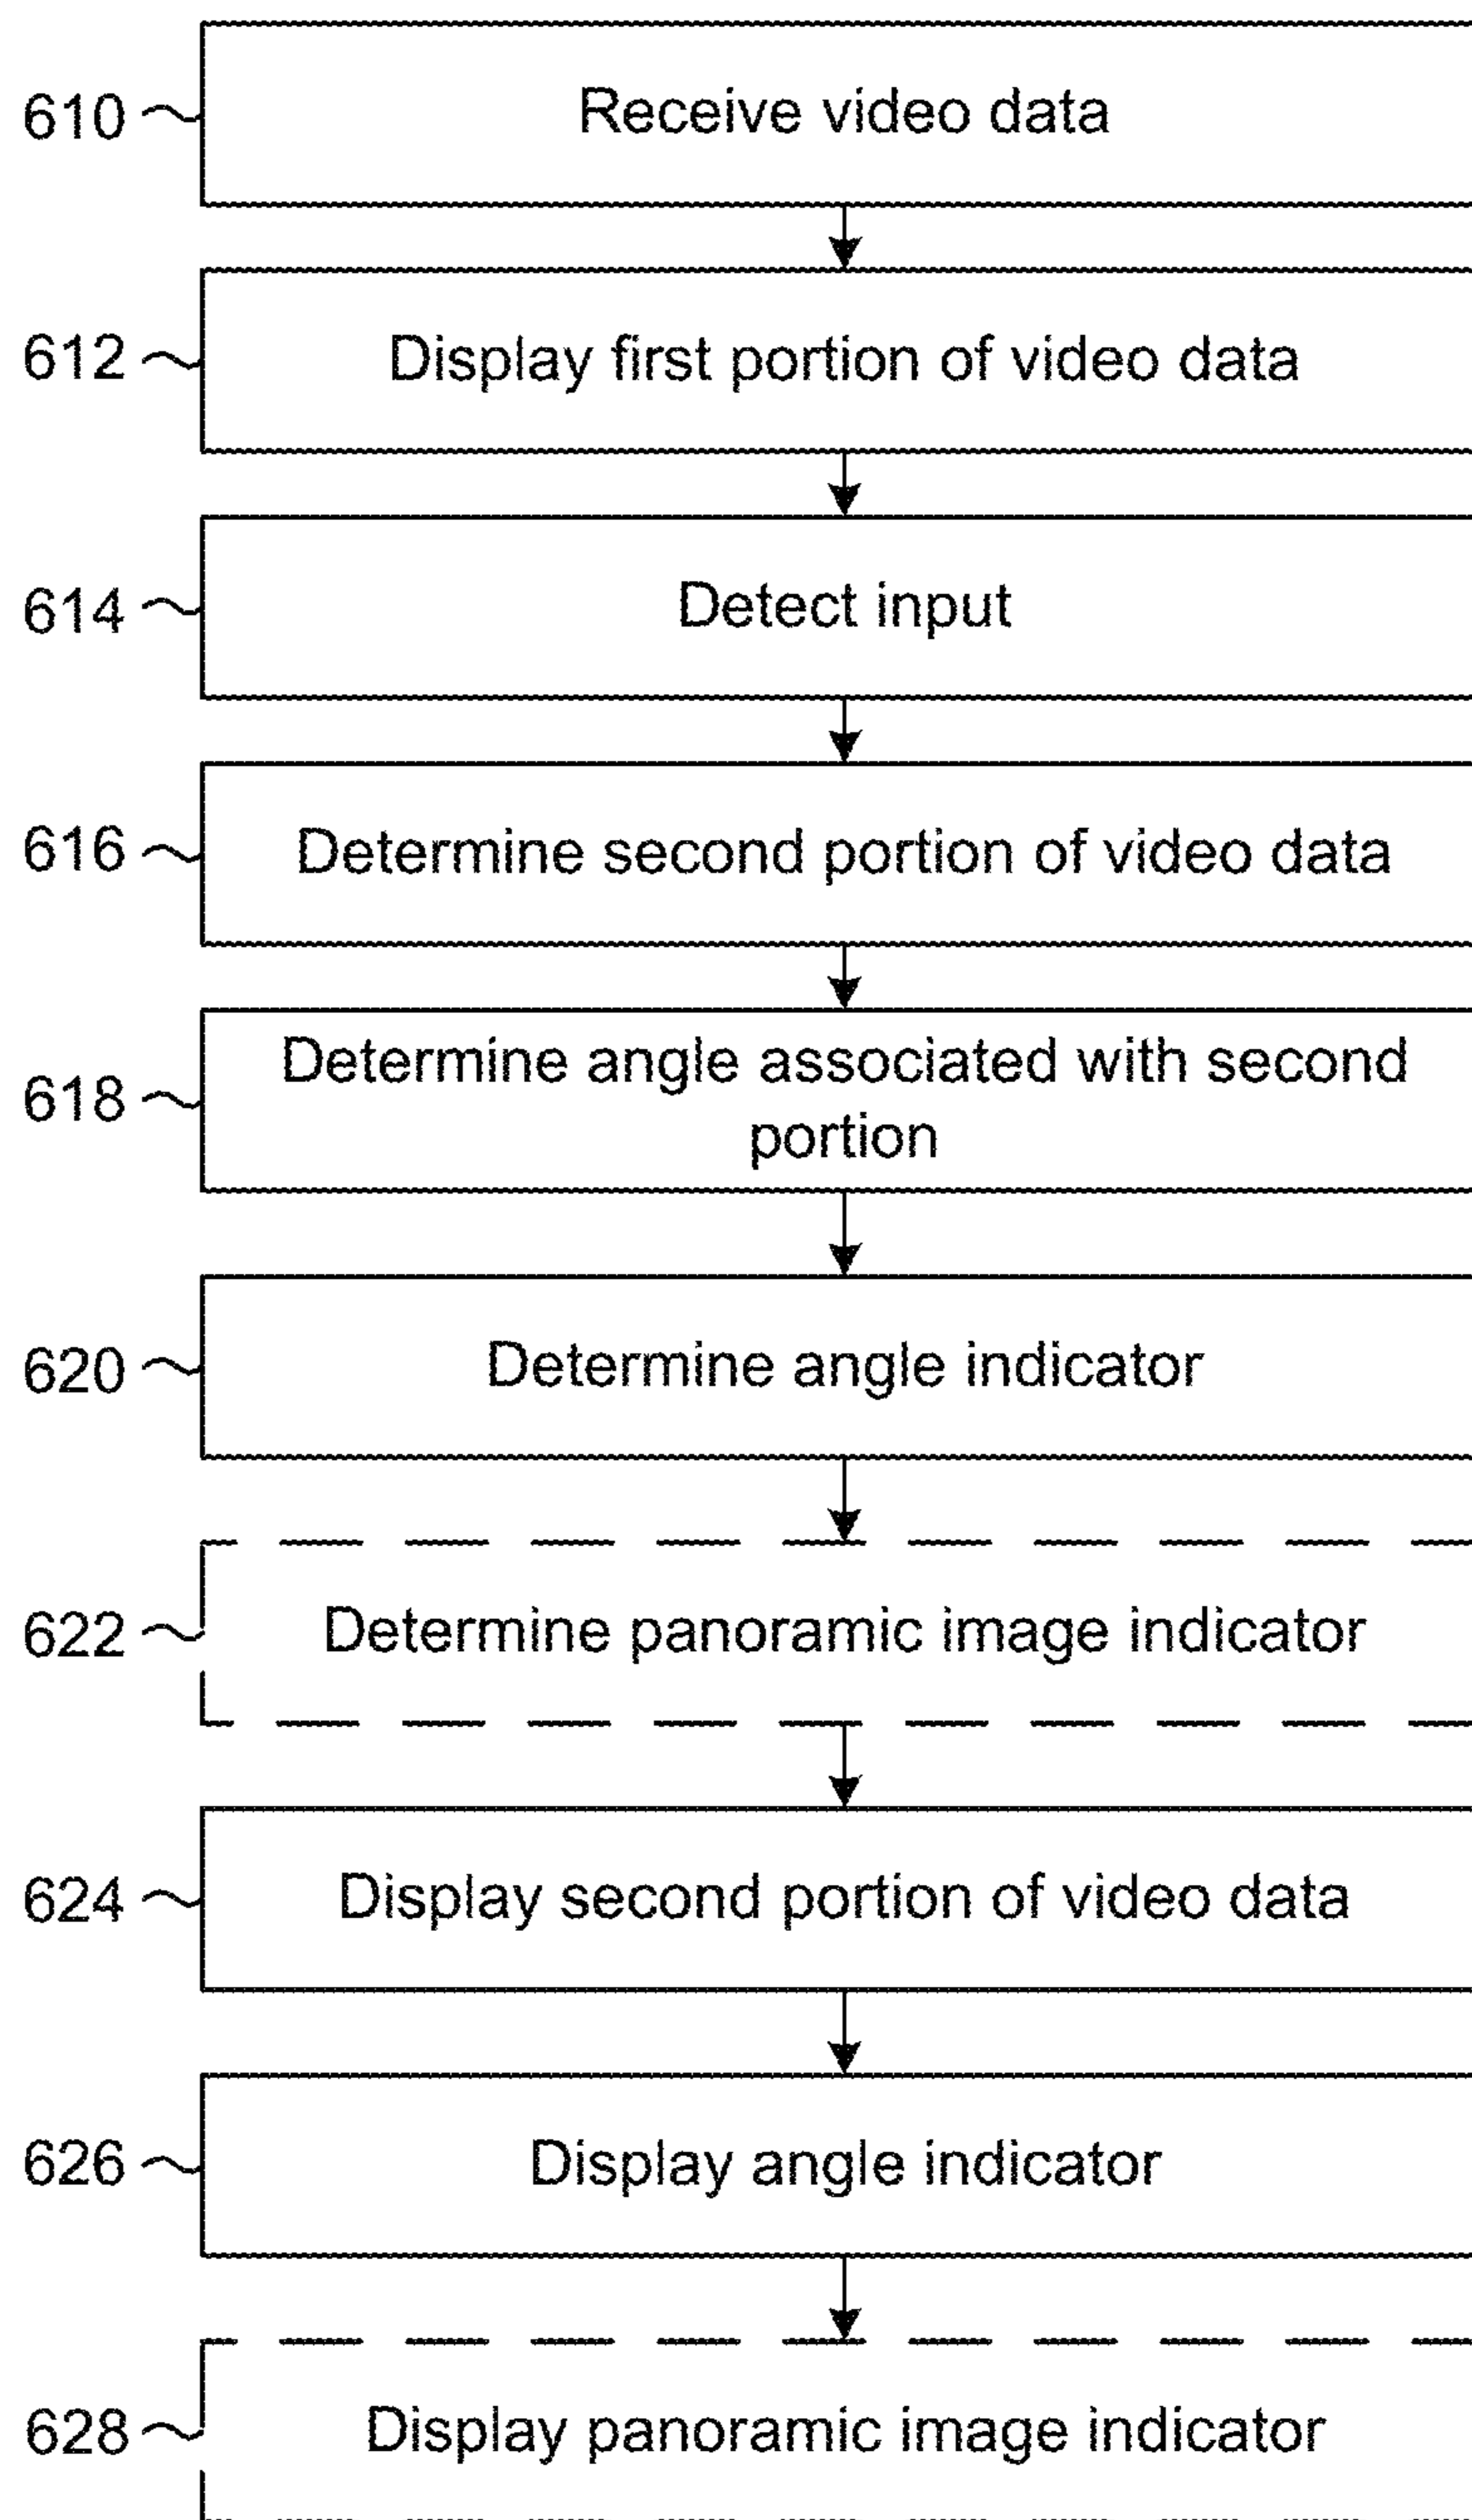 610 Receive video data
612 Display first portion of video data
614 Detect input
616 Determine second portion of video data
618 Determine angle associated with second
portion
620 Determine angle indicator
622 Determine panoramic image indicator
624 Display second portion of video data
626 Display angle indicator
628 Display panoramic image indicator